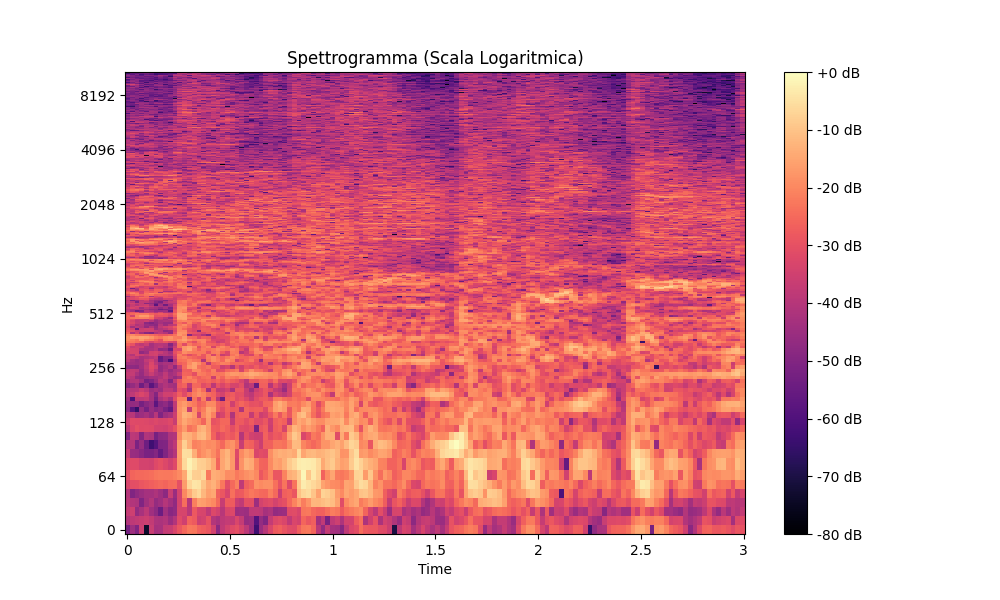 Spettrogramma (Scala Logaritmica)
Hz
8192
4096
2048
1024
512
256
128
64
0
0 0.5 1 1.5 2 2.5 3
Time
+0 dB
-10 dB
-20 dB
-30 dB
-40 dB
-50 dB
-60 dB
-70 dB
-80 dB